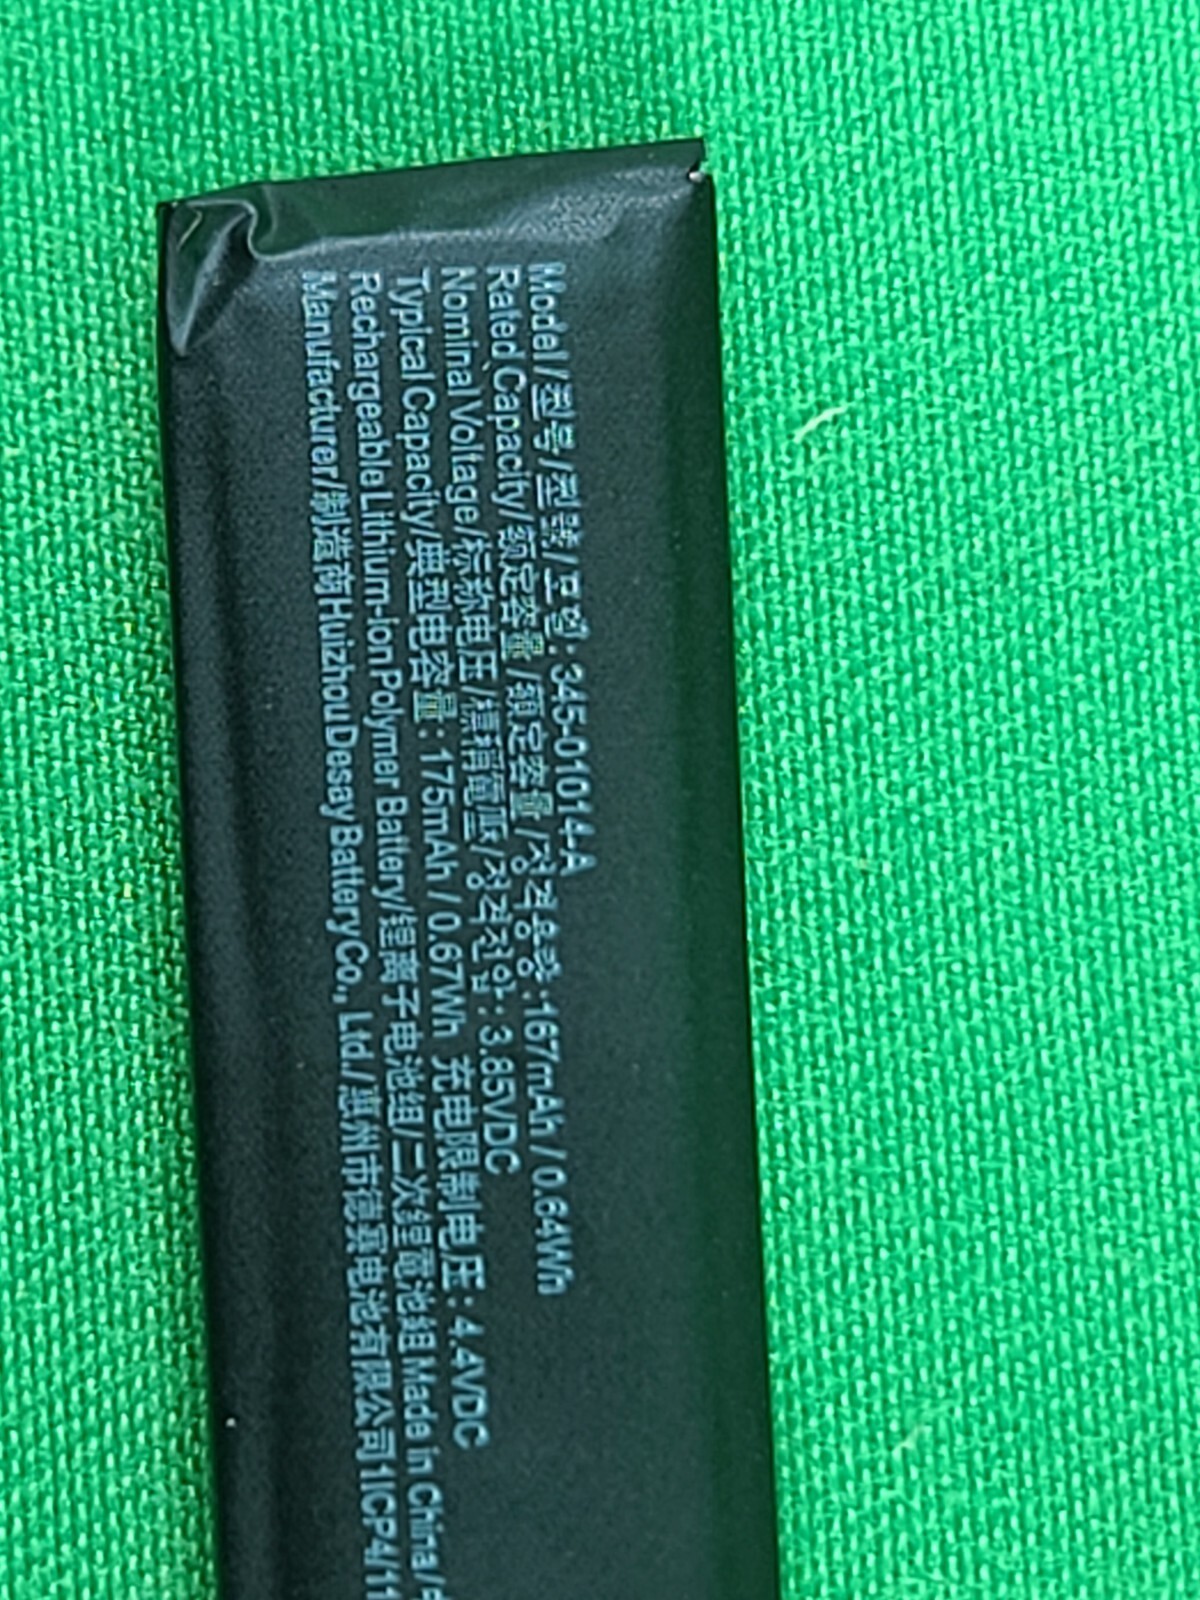 Model/型号/型號/모델:345-01014-A
Rated Capacity/额定容量/額定容量/정격용량:167mAh/0.64Wh
Nominal Voltage/标称电压/標稱電壓/정격전압:3.85VDC
Typical Capacity/典型电容量:175mAh/0.67Wh 充电限制电压:4.4VDC
Rechargeable Lithium-Ion Polymer Battery/锂离子电池组/二次鋰電池組 Made in China/
Manufacturer/制造商 Huizhou Desay Battery Co., Ltd./惠州市德赛电池有限公司 1ICP4/11